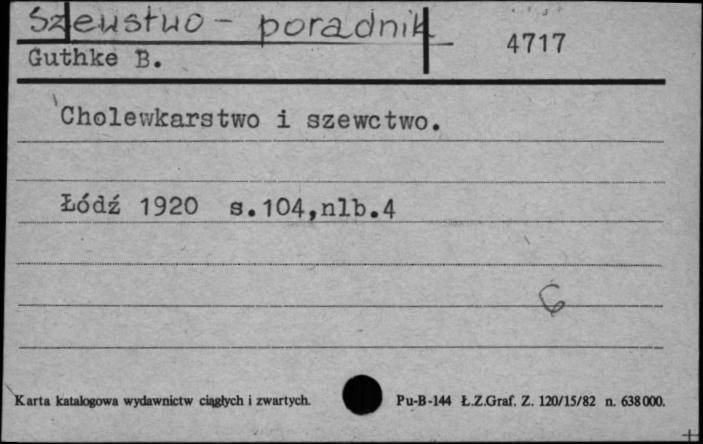 Szewstwo - poradnik
4717
Guthke B.
Cholewkarstwo i szewctwo.
Łódź 1920 s.104,nlb.4
6
Karta katalogowa wydawnictw ciągłych i zwartych.
Pu-B-144 Ł.Z.Graf. Z. 120/15/82 n. 638000.